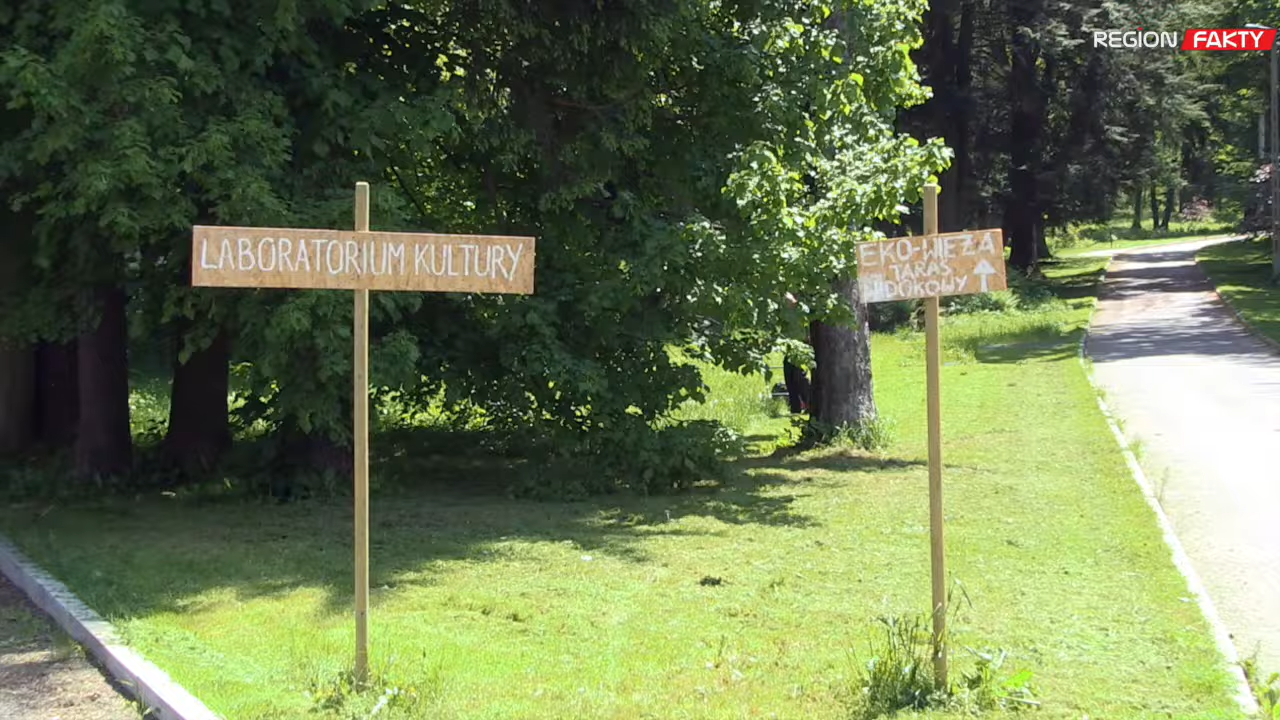 REGION FAKTY
LABORATORIUM KULTURY
EKO-WIEŻA
TARAS
WIDOKOWY